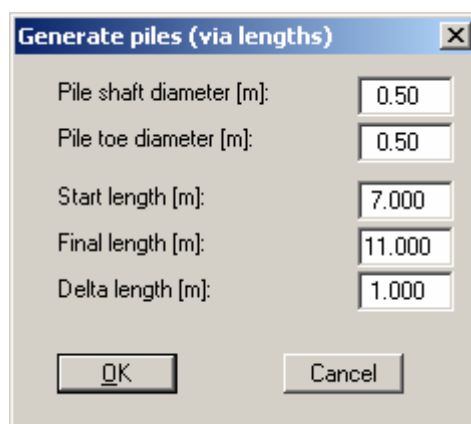 Generate piles (via lengths)
Pile shaft diameter [m]: 0.50
Pile toe diameter [m]: 0.50
Start length [m]: 7.000
Final length [m]: 11.000
Delta length [m]: 1.000
OK Cancel